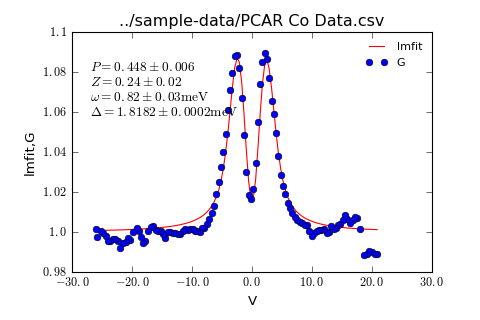 ../sample-data/PCAR Co Data.csv
1.1
1.08
1.06
1.04
1.02
1.0
0.98
lmfit,G
P = 0.448 ± 0.006
Z = 0.24 ± 0.02
ω = 0.82 ± 0.03meV
Δ = 1.8182 ± 0.0002meV
lmfit
G
−30.0 −20.0 −10.0 0.0 10.0 20.0 30.0
V